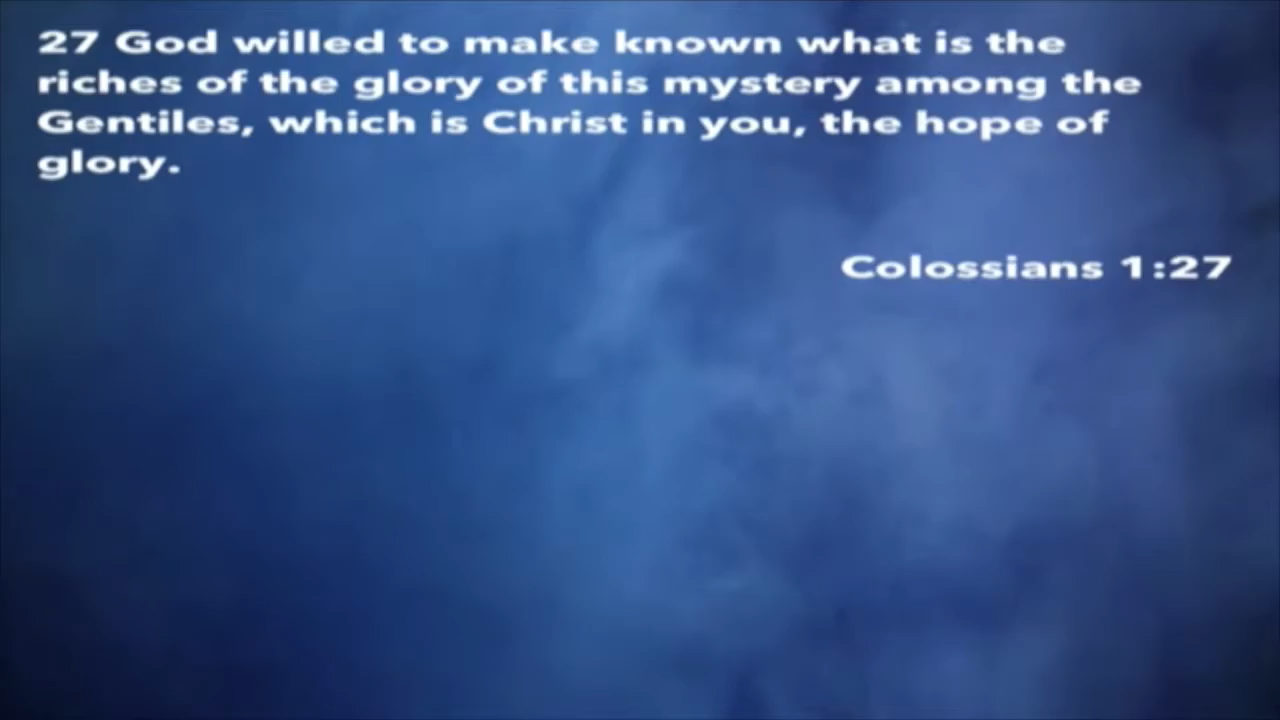 27 God willed to make known what is the
riches of the glory of this mystery among the
Gentiles, which is Christ in you, the hope of
glory.
Colossians 1:27